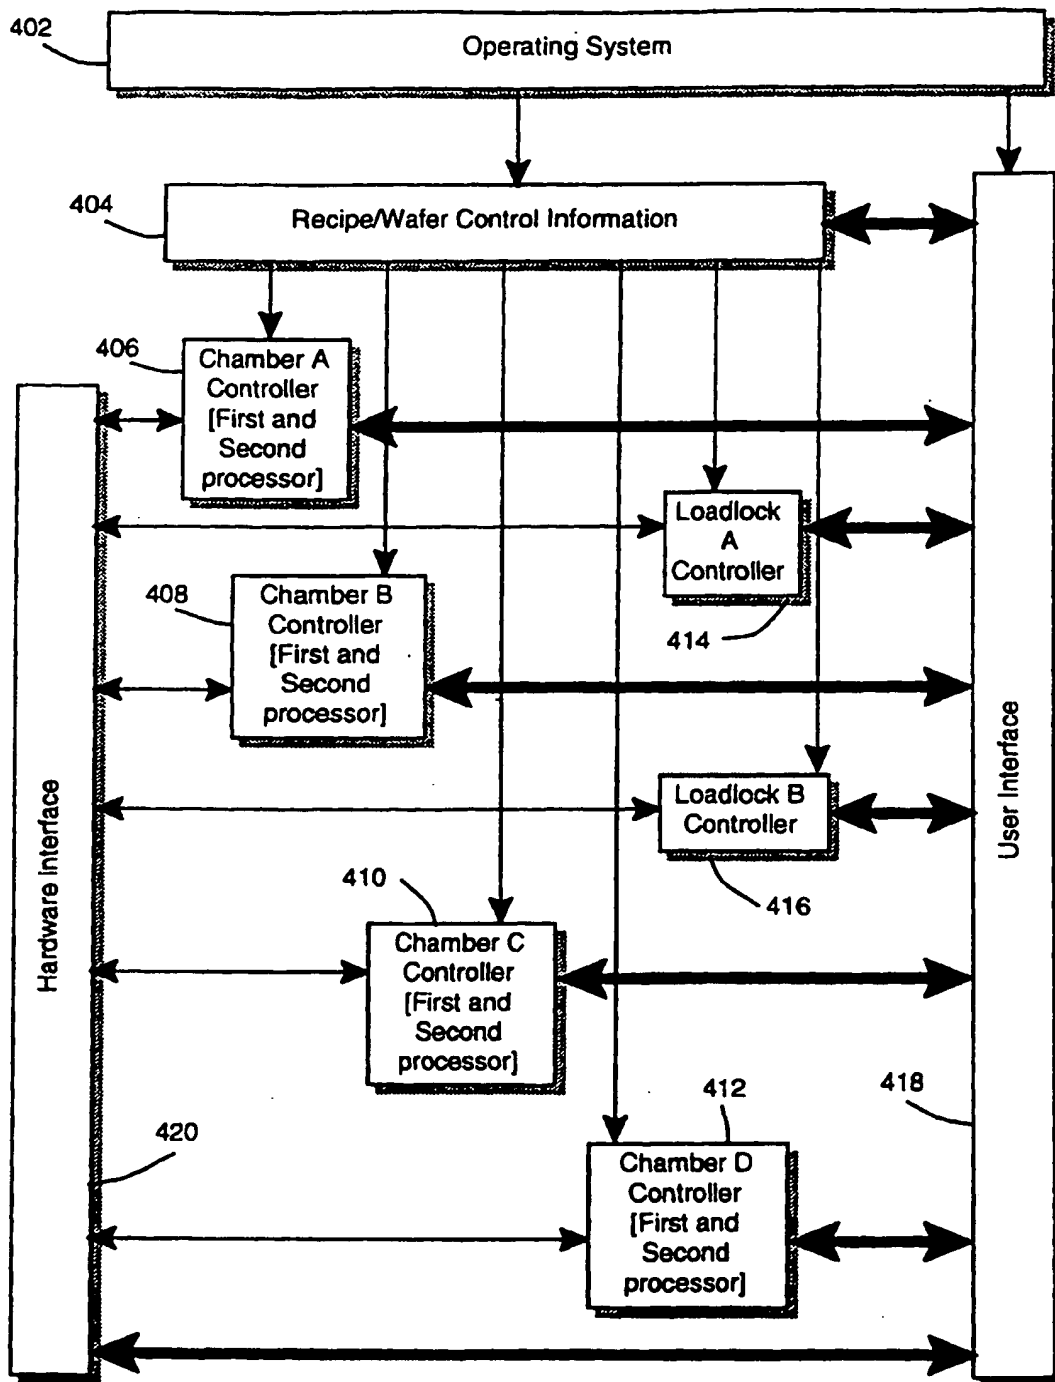 402
Operating System
404
Recipe/Wafer Control Information
406
Chamber A
Controller
[First and
Second
processor]
Loadlock
A
Controller
414
408
Chamber B
Controller
[First and
Second
processor]
Hardware interface
User Interface
Loadlock B
Controller
416
410
Chamber C
Controller
[First and
Second
processor]
418
412
420
Chamber D
Controller
[First and
Second
processor]